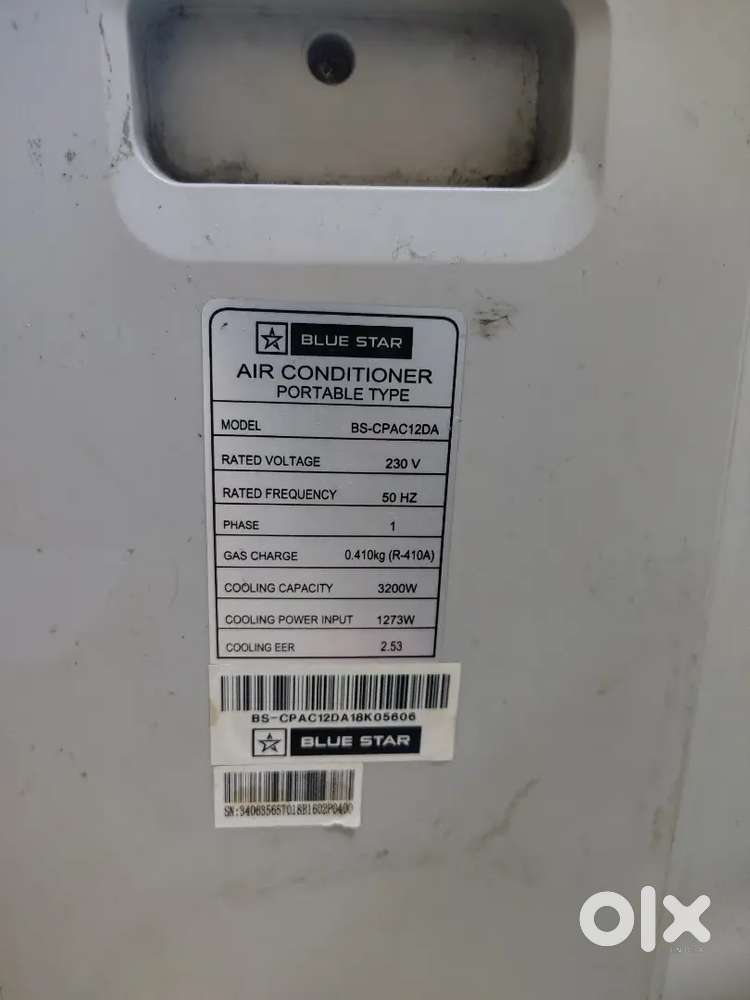 BLUE STAR
AIR CONDITIONER
PORTABLE TYPE
MODEL BS-CPAC12DA
RATED VOLTAGE 230 V
RATED FREQUENCY 50 HZ
PHASE 1
GAS CHARGE 0.410kg (R-410A)
COOLING CAPACITY 3200W
COOLING POWER INPUT 1273W
COOLING EER 2.53
BS-CPAC12DA18K05606
BLUE STAR
SN:340635657018B1602P0400
olx